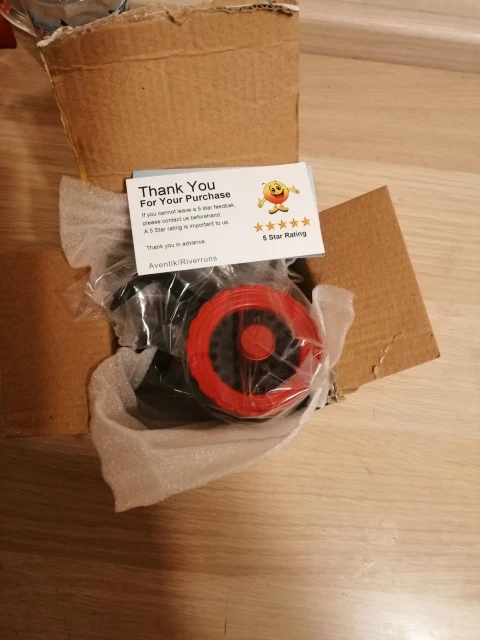 Thank You
For Your Purchase
If you cannot leave a 5 star feedbak,
please contact us beforehand.
A 5 Star rating is important to us.
Thank you in advance.
Aventik/Riverruns
5 Star Rating